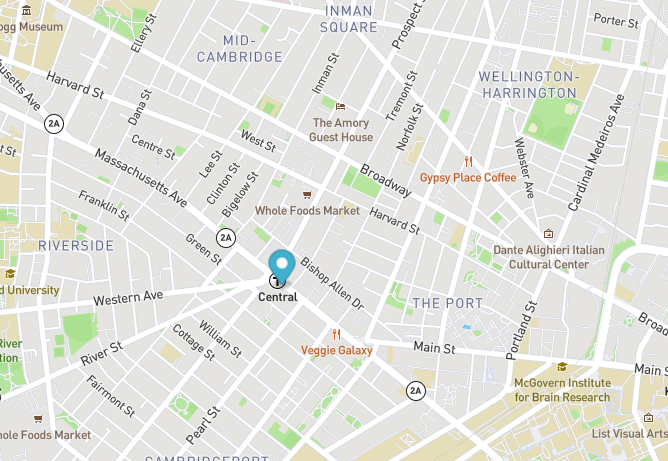 INMAN
SQUARE
Prospect S
Porter St
ogg Museum
Ellery St
MID-
CAMBRIDGE
Inman St
WELLINGTON-
HARRINGTON
Harvard St
usetts Ave
Dana St
Tremont St
Norfolk St
Cardinal Medeiros Ave
The Amory
Guest House
2A
West St
Centre St
Webster Ave
Massachusetts Ave
Lee St
Clinton St
Bigelow St
Broadway
Gypsy Place Coffee
Franklin St
Whole Foods Market
Harvard St
RIVERSIDE
Green St
2A
Dante Alighieri Italian
Cultural Center
Bishop Allen Dr
d University
T
Central
Western Ave
THE PORT
Portland St
Broad
River
tion
William St
Cottage St
Veggie Galaxy
Main St
River St
Main St
McGovern Institute
for Brain Research
Fairmont St
2A
K
Pearl St
hole Foods Market
List Visual Arts
CAMBRIDGEPORT